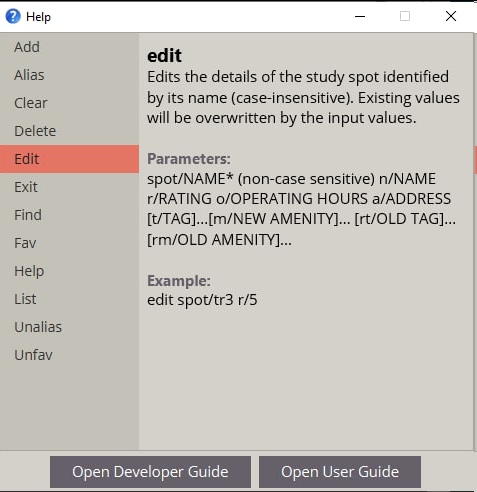 Help
Add
Alias
Clear
Delete
Edit
Exit
Find
Fav
Help
List
Unalias
Unfav
edit
Edits the details of the study spot identified
by its name (case-insensitive). Existing values
will be overwritten by the input values.
Parameters:
spot/NAME* (non-case sensitive) n/NAME
r/RATING o/OPERATING HOURS a/ADDRESS
[t/TAG]...[m/NEW AMENITY]... [rt/OLD TAG]...
[rm/OLD AMENITY]...
Example:
edit spot/tr3 r/5
Open Developer Guide
Open User Guide